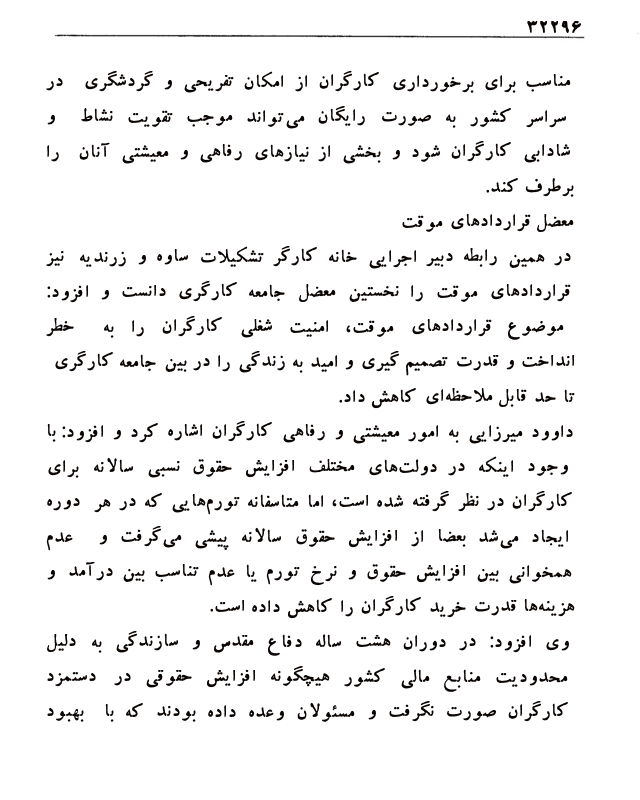 ۳۲۲۹۶
مناسب برای برخورداری کارگران از امکان تفریحی و گردشگری در
سراسر کشور به صورت رایگان می‌تواند موجب تقویت نشاط و
شادابی کارگران شود و بخشی از نیازهای رفاهی و معیشتی آنان را
برطرف کند.
معضل قراردادهای موقت
در همین رابطه دبیر اجرایی خانه کارگر تشکیلات ساوه و زرندیه نیز
قراردادهای موقت را نخستین معضل جامعه کارگری دانست و افزود:
موضوع قراردادهای موقت، امنیت شغلی کارگران را به خطر
انداخت و قدرت تصمیم گیری و امید به زندگی را در بین جامعه کارگری
تا حد قابل ملاحظه‌ای کاهش داد.
داوود میرزایی به امور معیشتی و رفاهی کارگران اشاره کرد و افزود: با
وجود اینکه در دولت‌های مختلف افزایش حقوق نسبی سالانه برای
کارگران در نظر گرفته شده است، اما متاسفانه تورم‌هایی که در هر دوره
ایجاد می‌شد بعضا از افزایش حقوق سالانه پیشی می‌گرفت و عدم
همخوانی بین افزایش حقوق و نرخ تورم یا عدم تناسب بین درآمد و
هزینه‌ها قدرت خرید کارگران را کاهش داده است.
وی افزود: در دوران هشت ساله دفاع مقدس و سازندگی به دلیل
محدودیت منابع مالی کشور هیچگونه افزایش حقوقی در دستمزد
کارگران صورت نگرفت و مسئولان وعده داده بودند که با بهبود